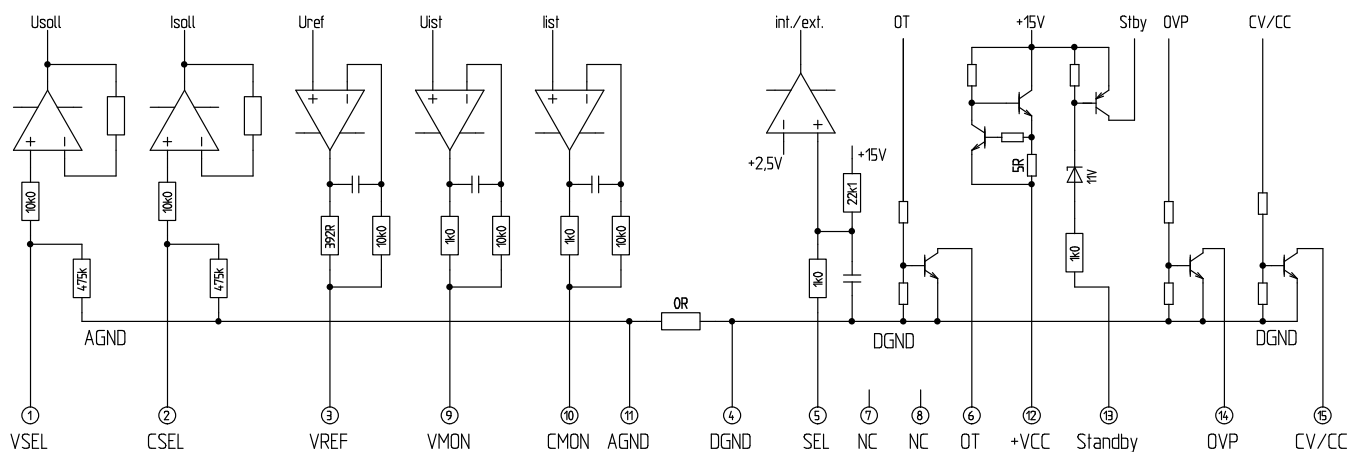 Usoll Isoll Uref Uist Iist int./ext. OT +15V Stby OVP CV/CC
+ − + − + − + − + − − +
+2,5V +15V 5R 11V
10k0 10k0 22k1
392R 10k0 1k0 10k0 1k0 10k0 1k0 1k0
475k 475k
0R
AGND DGND DGND
1 2 3 9 10 11 4 5 7 8 6 12 13 14 15
VSEL CSEL VREF VMON CMON AGND DGND SEL NC NC OT +VCC Standby OVP CV/CC